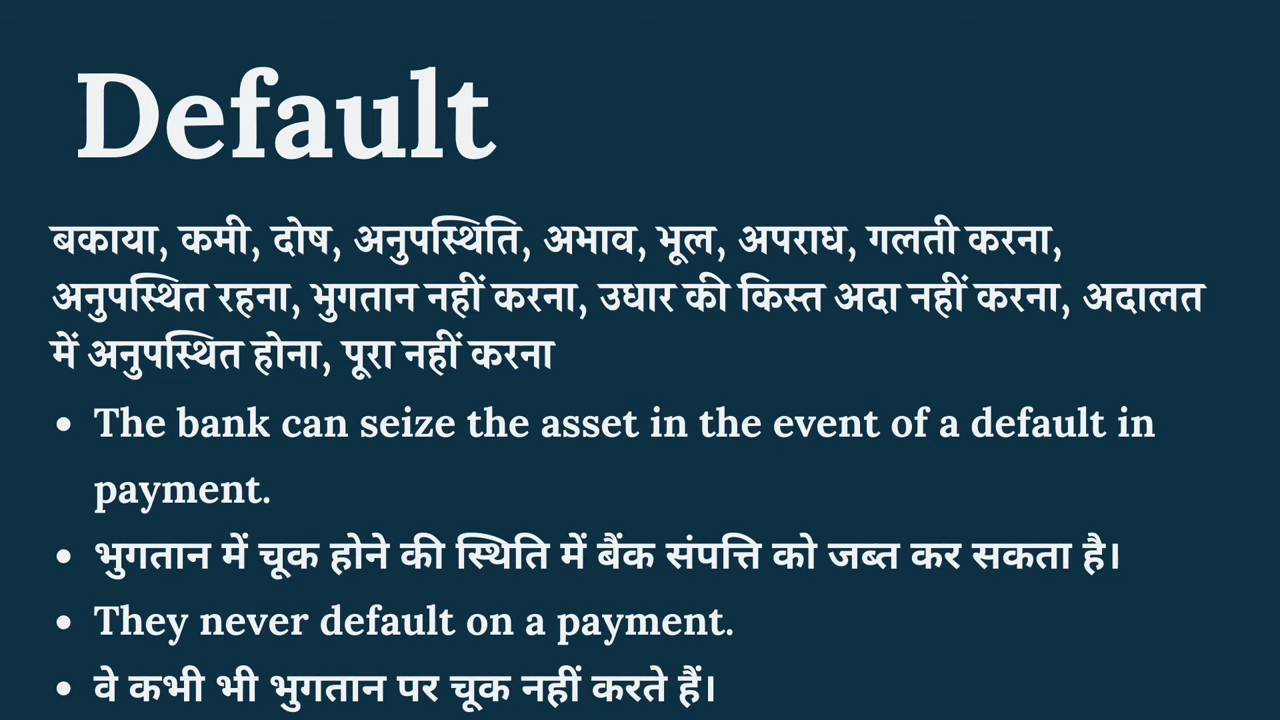 Default
बकाया, कमी, दोष, अनुपस्थिति, अभाव, भूल, अपराध, गलती करना,
अनुपस्थित रहना, भुगतान नहीं करना, उधार की किस्त अदा नहीं करना, अदालत
में अनुपस्थित होना, पूरा नहीं करना
• The bank can seize the asset in the event of a default in
payment.
• भुगतान में चूक होने की स्थिति में बैंक संपत्ति को जब्त कर सकता है।
• They never default on a payment.
• वे कभी भी भुगतान पर चूक नहीं करते हैं।